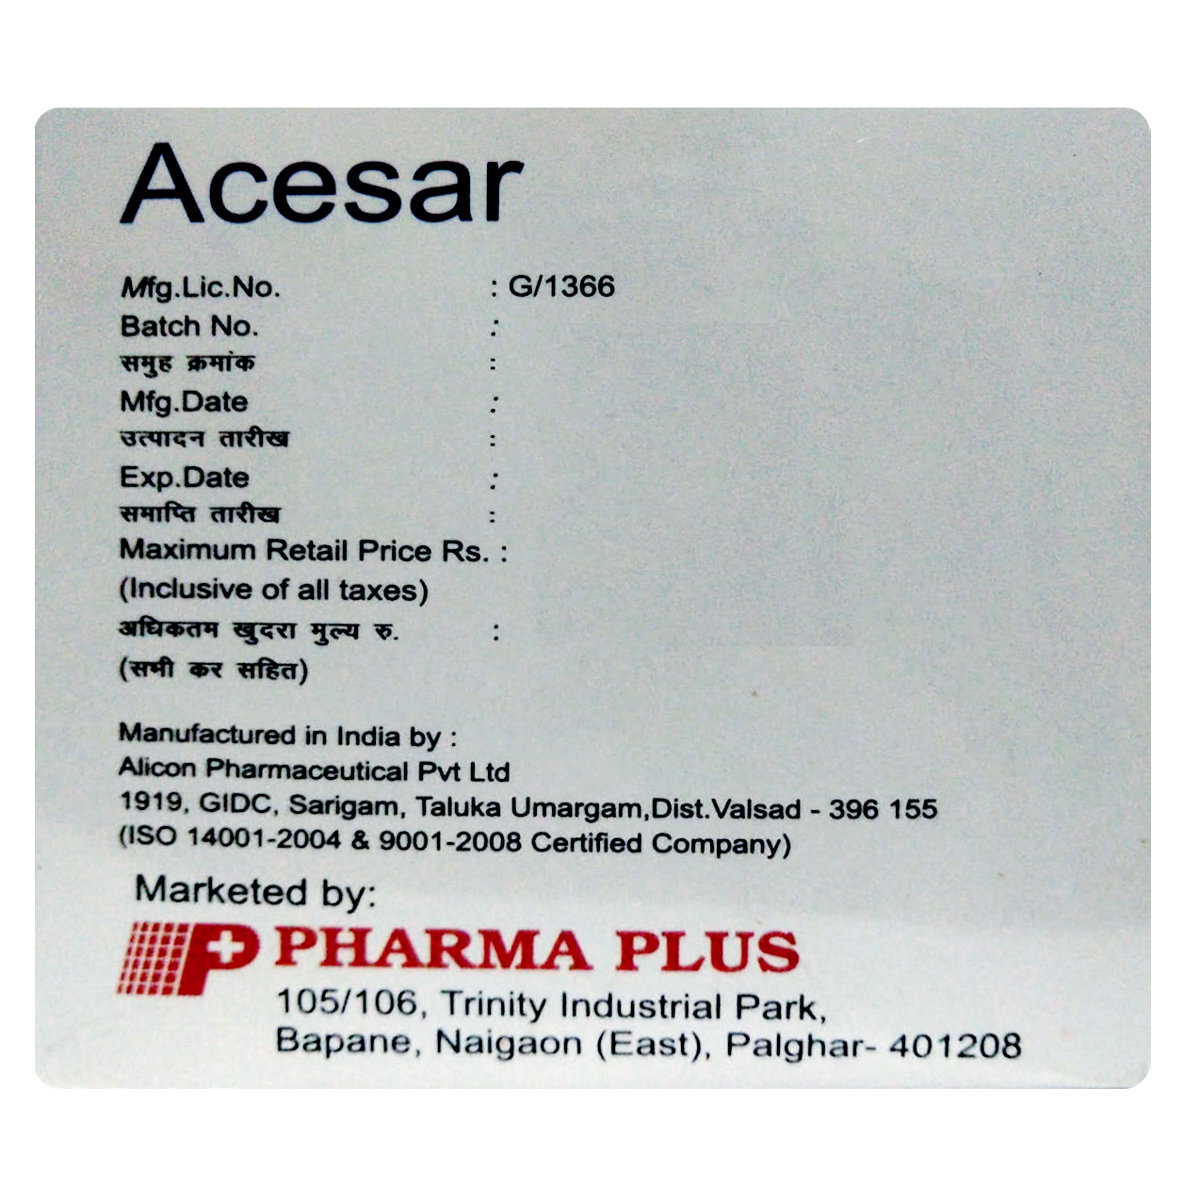 Acesar
Mfg.Lic.No. : G/1366
Batch No. :
समुह क्रमांक :
Mfg.Date :
उत्पादन तारीख :
Exp.Date :
समाप्ति तारीख :
Maximum Retail Price Rs. :
(Inclusive of all taxes)
अधिकतम खुदरा मुल्य रु. :
(सभी कर सहित)
Manufactured in India by :
Alicon Pharmaceutical Pvt Ltd
1919, GIDC, Sarigam, Taluka Umargam,Dist.Valsad - 396 155
(ISO 14001-2004 & 9001-2008 Certified Company)
Marketed by:
PHARMA PLUS
105/106, Trinity Industrial Park,
Bapane, Naigaon (East), Palghar- 401208